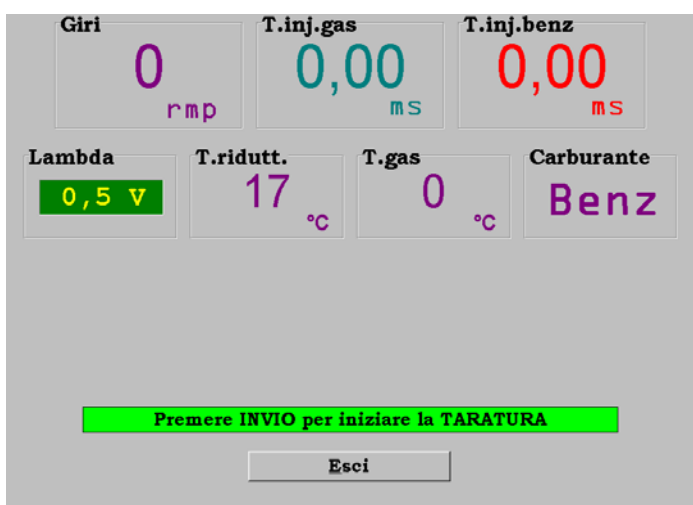 Giri T.inj.gas T.inj.benz
0 rmp 0,00 ms 0,00 ms
Lambda T.ridutt. T.gas Carburante
0,5 V 17 °C 0 °C Benz
Premere INVIO per iniziare la TARATURA
Esci